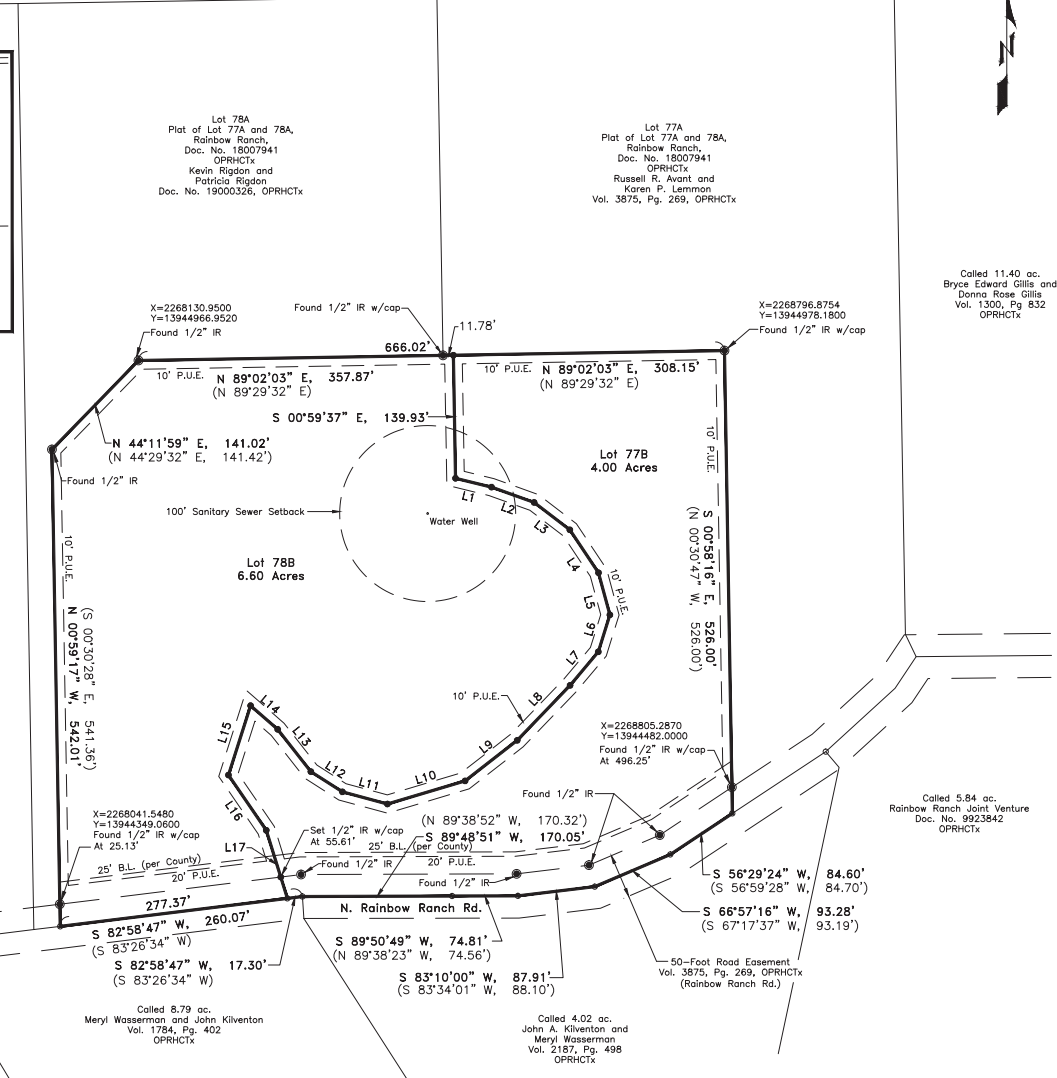 N
Lot 78A
Plat of Lot 77A and 78A,
Rainbow Ranch,
Doc. No. 18007941
OPRHCTx
Kevin Rigdon and
Patricia Rigdon
Doc. No. 19000326, OPRHCTx
Lot 77A
Plat of Lot 77A and 78A,
Rainbow Ranch,
Doc. No. 18007941
OPRHCTx
Russell R. Avant and
Karen P. Lemmon
Vol. 3875, Pg. 269, OPRHCTx
Called 11.40 ac.
Bryce Edward Gillis and
Donna Rose Gillis
Vol. 1300, Pg 832
OPRHCTx
X=2268130.9500
Y=13944966.9520
Found 1/2" IR
Found 1/2" IR w/cap
11.78'
666.02'
X=2268796.8754
Y=13944978.1800
Found 1/2" IR w/cap
10' P.U.E.
N 89°02'03" E, 357.87'
(N 89°29'32" E)
10' P.U.E.
N 89°02'03" E, 308.15'
(N 89°29'32" E)
S 00°59'37" E, 139.93'
N 44°11'59" E, 141.02'
(N 44°29'32" E, 141.42')
Found 1/2" IR
Lot 77B
4.00 Acres
10' P.U.E.
L1
L2
L3
L4
L5
L6
L7
L8
L9
L10
L11
L12
L13
L14
L15
L16
L17
100' Sanitary Sewer Setback
Water Well
Lot 78B
6.60 Acres
10' P.U.E.
10' P.U.E.
S 00°58'16" E, 526.00'
(N 00°30'47" W, 526.00')
(S 00°30'28" E, 541.36')
N 00°59'17" W, 542.01'
10' P.U.E.
X=2268805.2870
Y=13944482.0000
Found 1/2" IR w/cap
At 496.25'
Found 1/2" IR
X=2268041.5480
Y=13944349.0600
Found 1/2" IR w/cap
At 25.13'
Set 1/2" IR w/cap
At 55.61'
(N 89°38'52" W, 170.32')
S 89°48'51" W, 170.05'
25' B.L. (per County)
20' P.U.E.
25' B.L. (per County)
20' P.U.E.
Found 1/2" IR
Found 1/2" IR
Called 5.84 ac.
Rainbow Ranch Joint Venture
Doc. No. 9923842
OPRHCTx
S 56°29'24" W, 84.60'
(S 56°59'28" W, 84.70')
277.37'
S 82°58'47" W, 260.07'
(S 83°26'34" W)
N. Rainbow Ranch Rd.
S 66°57'16" W, 93.28'
(S 67°17'37" W, 93.19')
S 89°50'49" W, 74.81'
(N 89°38'23" W, 74.56')
S 82°58'47" W, 17.30'
(S 83°26'34" W)
S 83°10'00" W, 87.91'
(S 83°34'01" W, 88.10')
50-Foot Road Easement
Vol. 3875, Pg. 269, OPRHCTx
(Rainbow Ranch Rd.)
Called 8.79 ac.
Meryl Wasserman and John Kilventon
Vol. 1784, Pg. 402
OPRHCTx
Called 4.02 ac.
John A. Kilventon and
Meryl Wasserman
Vol. 2187, Pg. 498
OPRHCTx